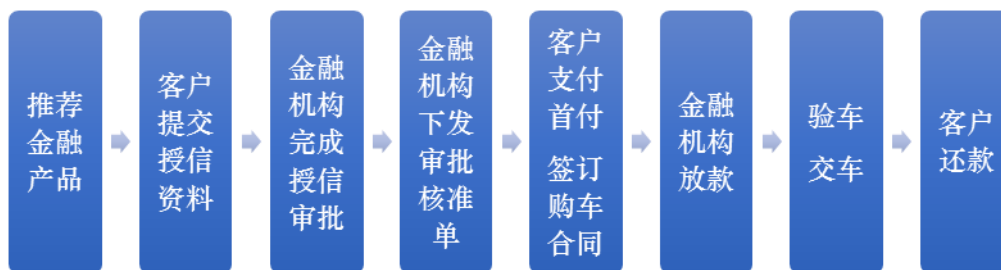 推荐
金融
产品
客户
提交
授信
资料
金融
机构
完成
授信
审批
金融
机构
下发
审批
核准
单
客户
支付
首付
签订
购车
合同
金融
机构
放款
验车
交车
客户
还款